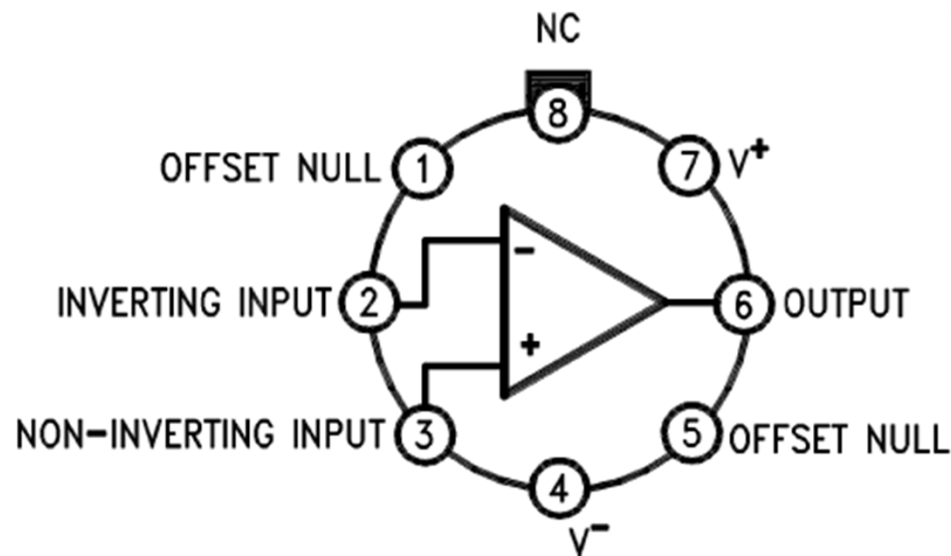 NC
8
OFFSET NULL 1
7 V+
-
INVERTING INPUT 2
6 OUTPUT
+
NON-INVERTING INPUT 3
5 OFFSET NULL
4
V-